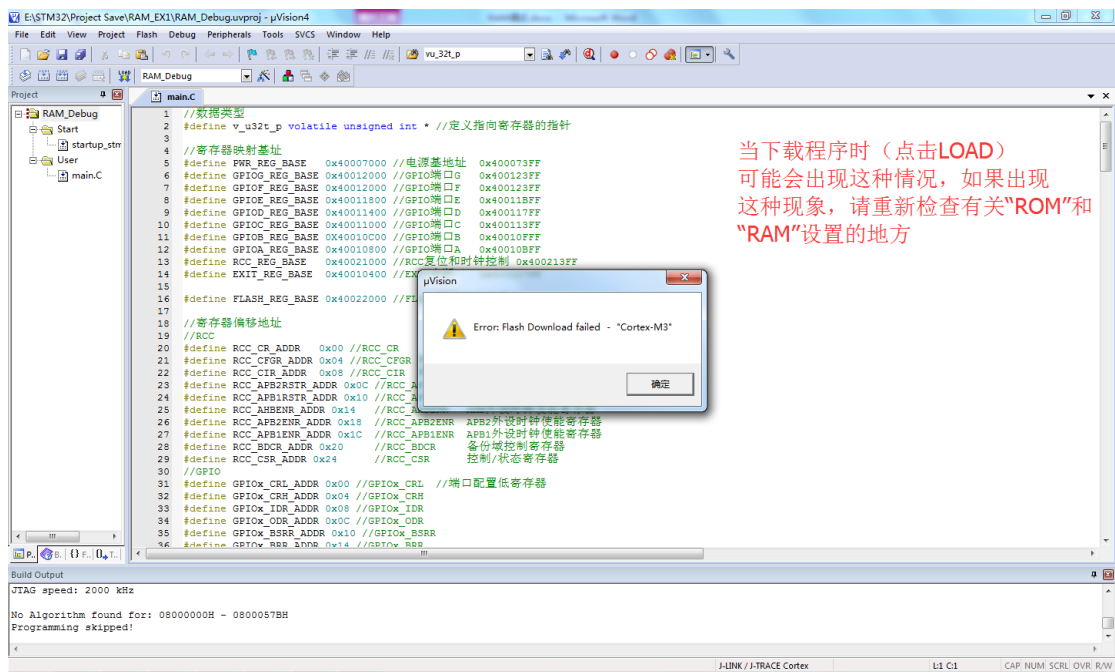 E:\STM32\Project Save\RAM_EX1\RAM_Debug.uvproj - µVision4
File Edit View Project Flash Debug Peripherals Tools SVCS Window Help
vu_32t_p
LOAD
RAM_Debug
Project
main.C
RAM_Debug
Start
startup_stm
User
main.C
1 //数据类型
2 #define v_u32t_p volatile unsigned int * //定义指向寄存器的指针
3
4 //寄存器映射基址
5 #define PWR_REG_BASE 0x40007000 //电源基地址 0x400073FF
6 #define GPIOG_REG_BASE 0x40012000 //GPIO端口G 0x400123FF
7 #define GPIOF_REG_BASE 0x40012000 //GPIO端口F 0x400123FF
8 #define GPIOE_REG_BASE 0x40011800 //GPIO端口E 0x40011BFF
9 #define GPIOD_REG_BASE 0x40011400 //GPIO端口D 0x400117FF
10 #define GPIOC_REG_BASE 0x40011000 //GPIO端口C 0x400113FF
11 #define GPIOB_REG_BASE 0X40010C00 //GPIO端口B 0x40010FFF
12 #define GPIOA_REG_BASE 0x40010800 //GPIO端口A 0x40010BFF
13 #define RCC_REG_BASE 0x40021000 //RCC复位和时钟控制 0x400213FF
14 #define EXIT_REG_BASE 0x40010400 //EX
15
16 #define FLASH_REG_BASE 0x40022000 //FL
17
18 //寄存器偏移地址
19 //RCC
20 #define RCC_CR_ADDR 0x00 //RCC_CR
21 #define RCC_CFGR_ADDR 0x04 //RCC_CFGR
22 #define RCC_CIR_ADDR 0x08 //RCC_CIR
23 #define RCC_APB2RSTR_ADDR 0x0C //RCC_A
24 #define RCC_APB1RSTR_ADDR 0x10 //RCC_A
25 #define RCC_AHBENR_ADDR 0x14 //RCC_A
26 #define RCC_APB2ENR_ADDR 0x18 //RCC_APB2ENR APB2外设时钟使能寄存器
27 #define RCC_APB1ENR_ADDR 0x1C //RCC_APB1ENR APB1外设时钟使能寄存器
28 #define RCC_BDCR_ADDR 0x20 //RCC_BDCR 备份域控制寄存器
29 #define RCC_CSR_ADDR 0x24 //RCC_CSR 控制/状态寄存器
30 //GPIO
31 #define GPIOx_CRL_ADDR 0x00 //GPIOx_CRL //端口配置低寄存器
32 #define GPIOx_CRH_ADDR 0x04 //GPIOx_CRH
33 #define GPIOx_IDR_ADDR 0x08 //GPIOx_IDR
34 #define GPIOx_ODR_ADDR 0x0C //GPIOx_ODR
35 #define GPIOx_BSRR_ADDR 0x10 //GPIOx_BSRR
36 #define GPIOx_BRR_ADDR 0x14 //GPIOx_BRR
当下载程序时（点击LOAD）
可能会出现这种情况，如果出现
这种现象，请重新检查有关“ROM”和
“RAM”设置的地方
µVision
Error: Flash Download failed - "Cortex-M3"
确定
P.. B.. F.. T..
Build Output
JTAG speed: 2000 kHz
No Algorithm found for: 08000000H - 0800057BH
Programming skipped!
J-LINK / J-TRACE Cortex L:1 C:1 CAP NUM SCRL OVR R/W